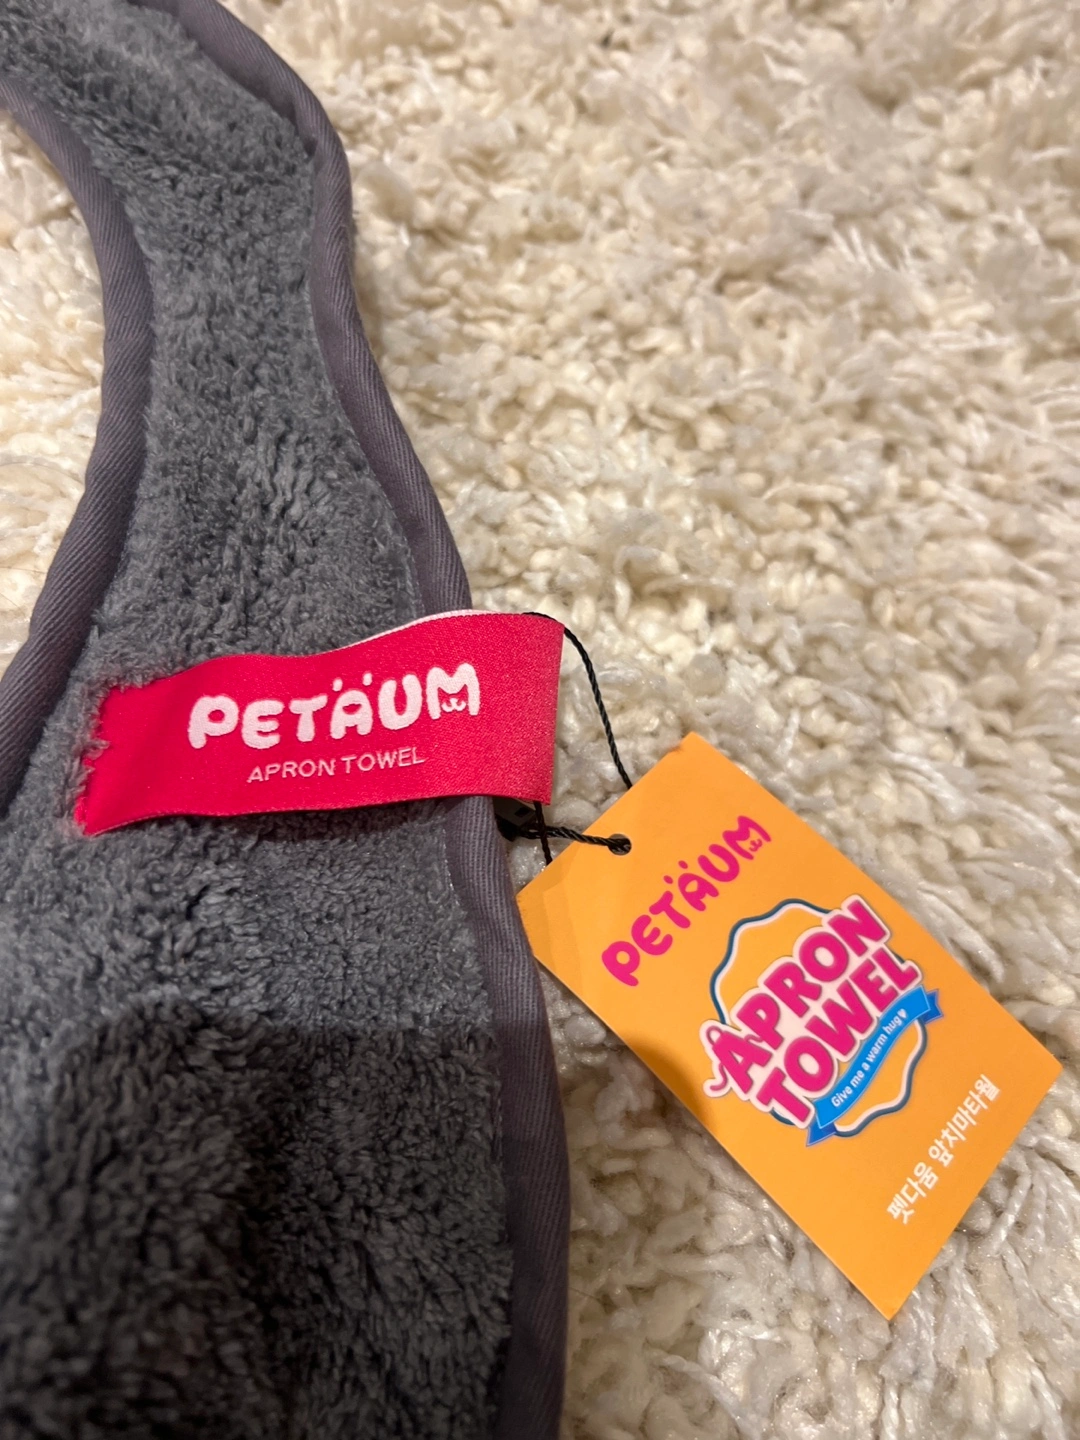 PETAUM
APRON TOWEL
PETAUM
APRON
TOWEL
Give me a warm hug♥
펫다움 앞치마타월